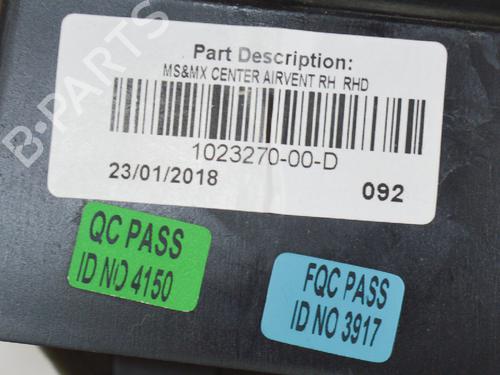 B-PARTS
Part Description:
MS&MX CENTER AIRVENT RH RHD
1023270-00-D
23/01/2018 092
QC PASS
ID NO 4150
FQC PASS
ID NO 3917